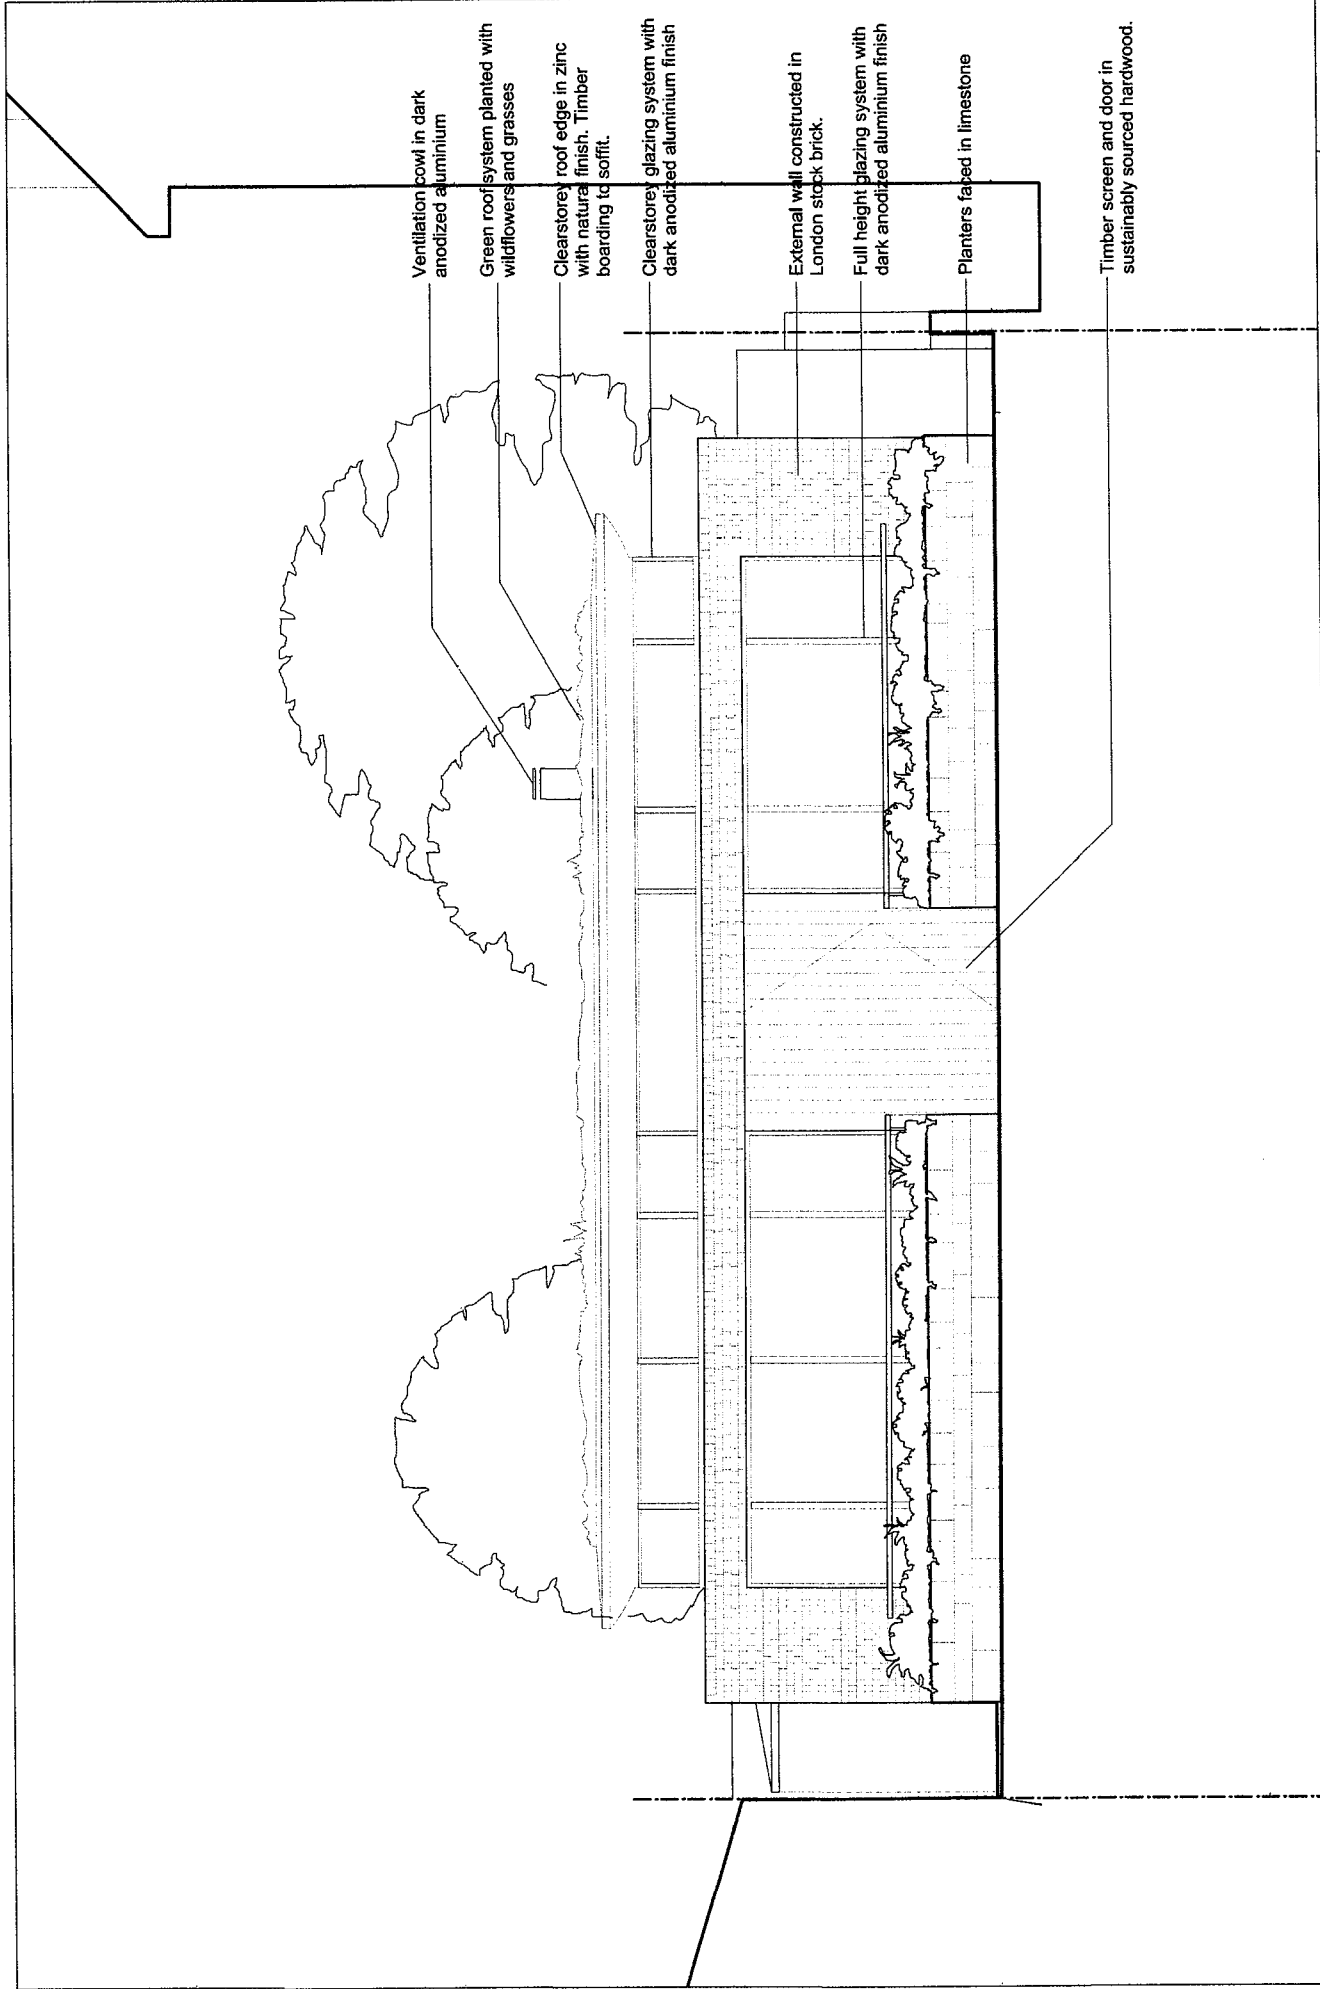 Ventilation cowl in dark
anodized aluminium
Green roof system planted with
wildflowers and grasses
Clearstorey roof edge in zinc
with natural finish. Timber
boarding to soffit.
Clearstorey glazing system with
dark anodized aluminium finish
External wall constructed in
London stock brick.
Full height glazing system with
dark anodized aluminium finish
Planters faced in limestone
Timber screen and door in
sustainably sourced hardwood.